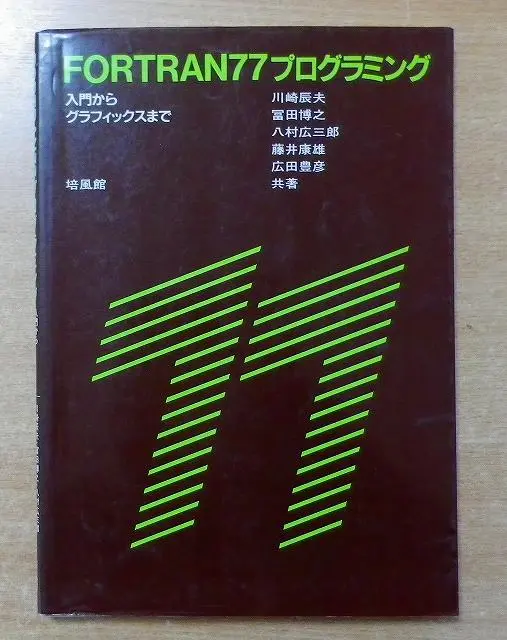 FORTRAN77プログラミング
入門から
グラフィックスまで
川崎辰夫
冨田博之
八村広三郎
藤井康雄
広田豊彦
培風館
共著
77